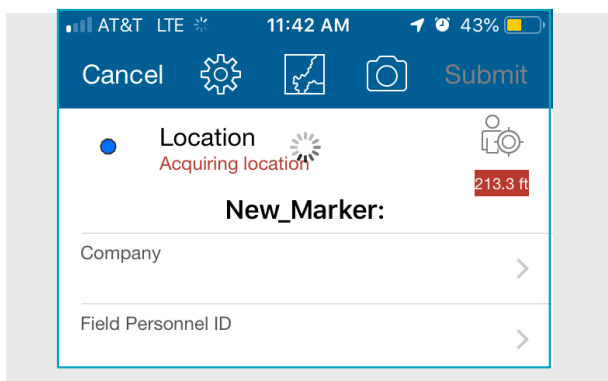 AT&T LTE 11:42 AM 43%
Cancel Submit
Location
Acquiring location
213.3 ft
New_Marker:
Company
Field Personnel ID